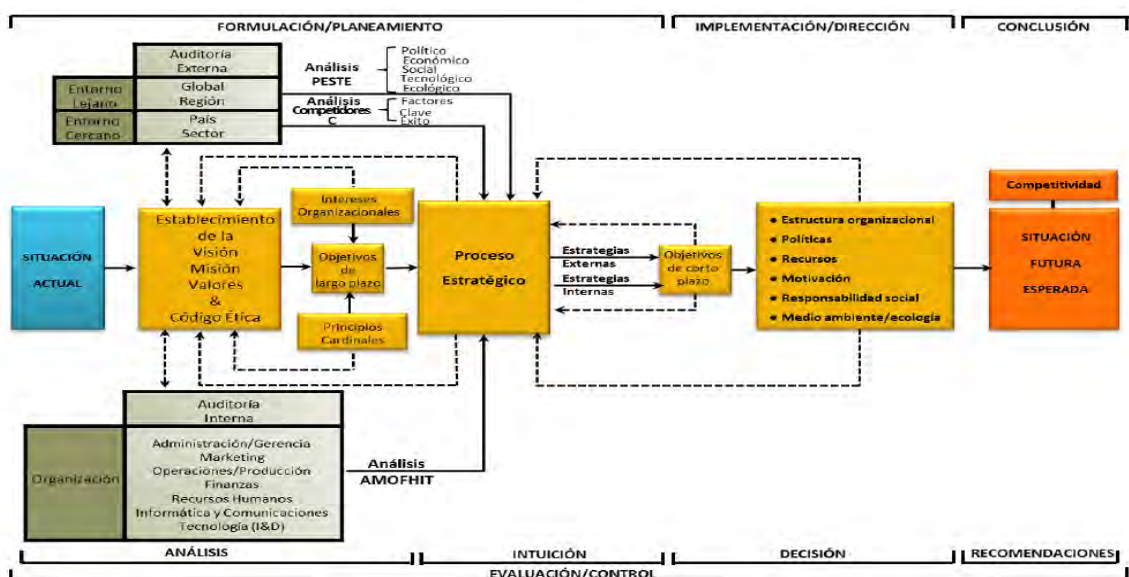 FORMULACIÓN/PLANEAMIENTO
IMPLEMENTACIÓN/DIRECCIÓN
CONCLUSIÓN
Auditoría
Externa
Entorno
Lejano
Global
Región
Entorno
Cercano
País
Sector
Análisis
PESTE
Político
Económico
Social
Tecnológico
Ecológico
Análisis
Competidores
C
Factores
Clave
Éxito
SITUACIÓN
ACTUAL
Establecimiento
de la
Visión
Misión
Valores
&
Código Ética
Intereses
Organizacionales
Objetivos
de
largo plazo
Principios
Cardinales
Proceso
Estratégico
Estrategias
Externas
Estrategias
Internas
Objetivos
de corto
plazo
• Estructura organizacional
• Políticas
• Recursos
• Motivación
• Responsabilidad social
• Medio ambiente/ecología
Competitividad
SITUACIÓN
FUTURA
ESPERADA
Auditoría
Interna
Organización
Administración/Gerencia
Marketing
Operaciones/Producción
Finanzas
Recursos Humanos
Informática y Comunicaciones
Tecnología (I&D)
Análisis
AMOFHIT
ANÁLISIS
INTUICIÓN
DECISIÓN
RECOMENDACIONES
EVALUACIÓN/CONTROL